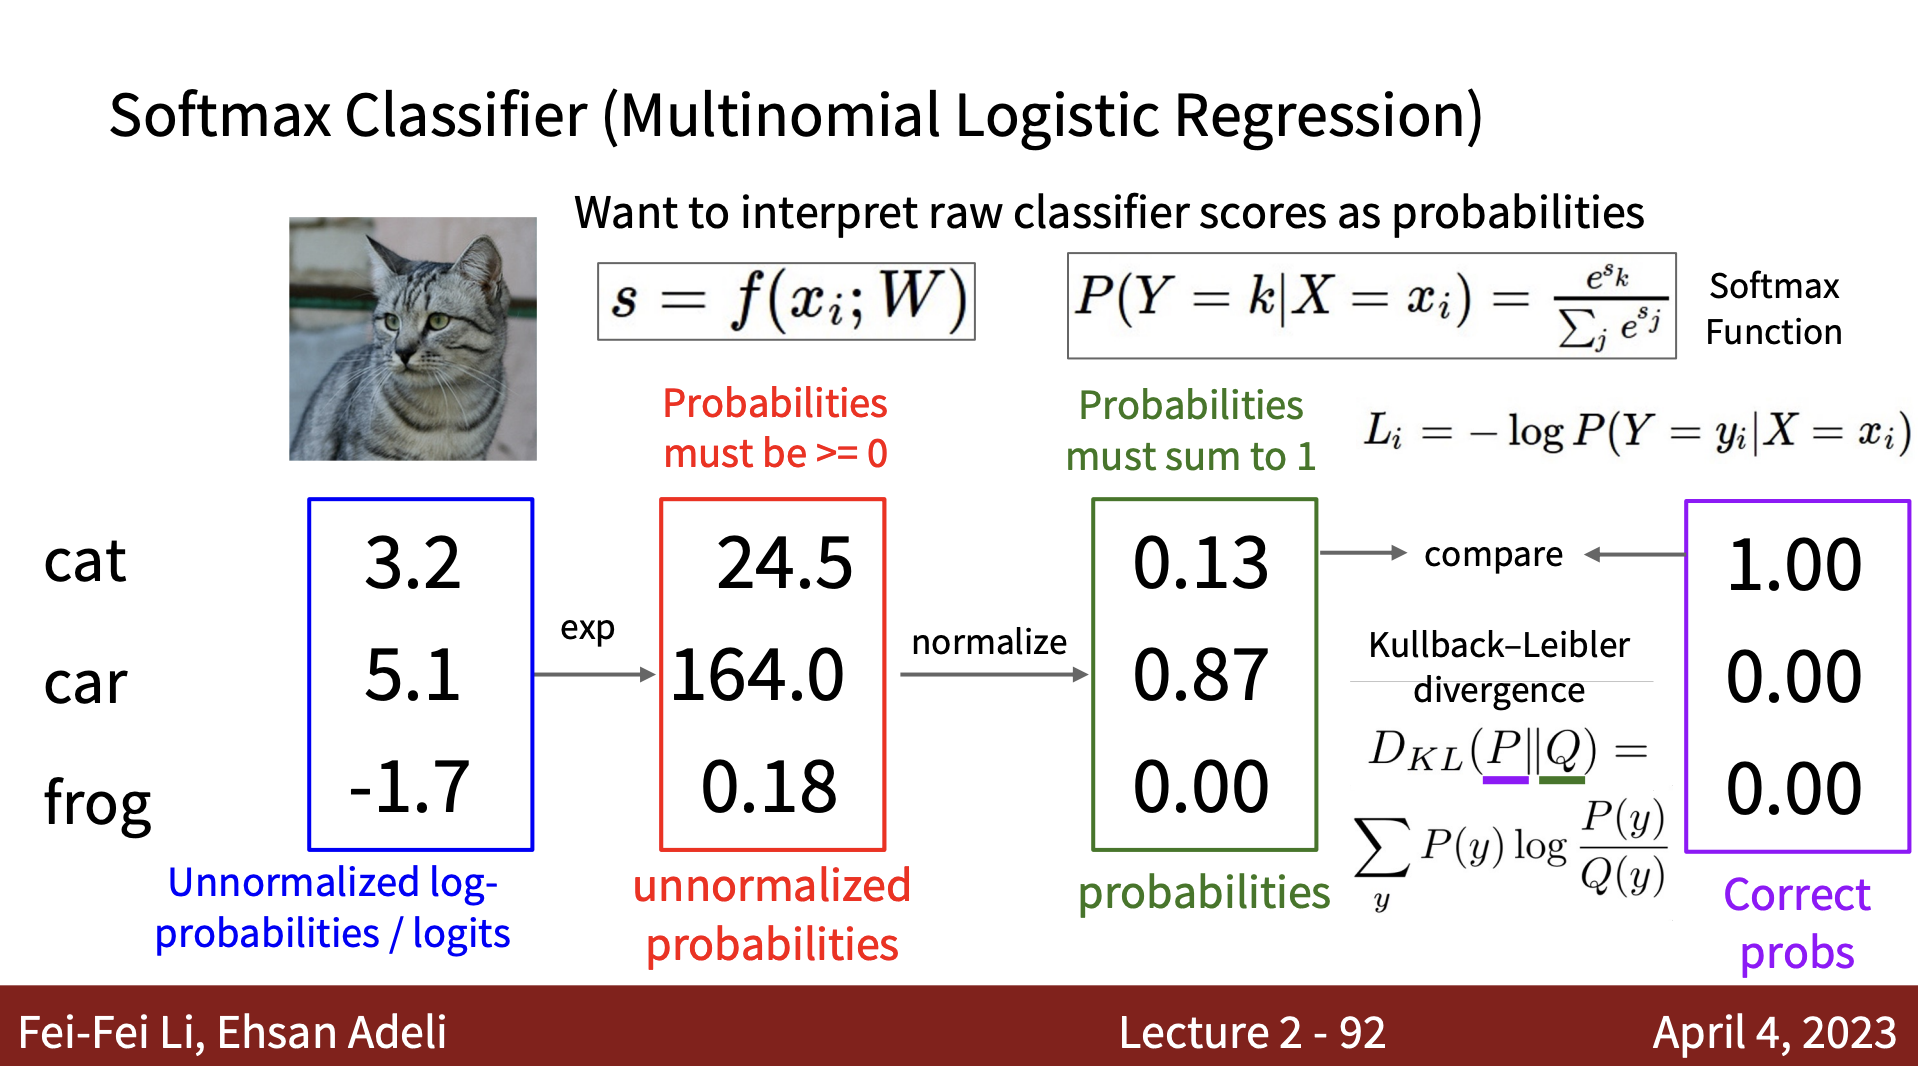 Softmax Classifier (Multinomial Logistic Regression)
Want to interpret raw classifier scores as probabilities
s = f(x_i; W)
P(Y = k|X = x_i) = \frac{e^{s_k}}{\sum_j e^{s_j}}
Softmax
Function
Probabilities
must be >= 0
Probabilities
must sum to 1
L_i = − log P(Y = y_i|X = x_i)
cat
3.2
24.5
0.13
compare
1.00
exp
normalize
car
5.1
164.0
0.87
Kullback–Leibler
divergence
0.00
frog
-1.7
0.18
0.00
D_{KL}(P‖Q) =
\sum_y P(y) log \frac{P(y)}{Q(y)}
0.00
Unnormalized log-
probabilities / logits
unnormalized
probabilities
probabilities
Correct
probs
Fei-Fei Li, Ehsan Adeli
Lecture 2 - 92
April 4, 2023